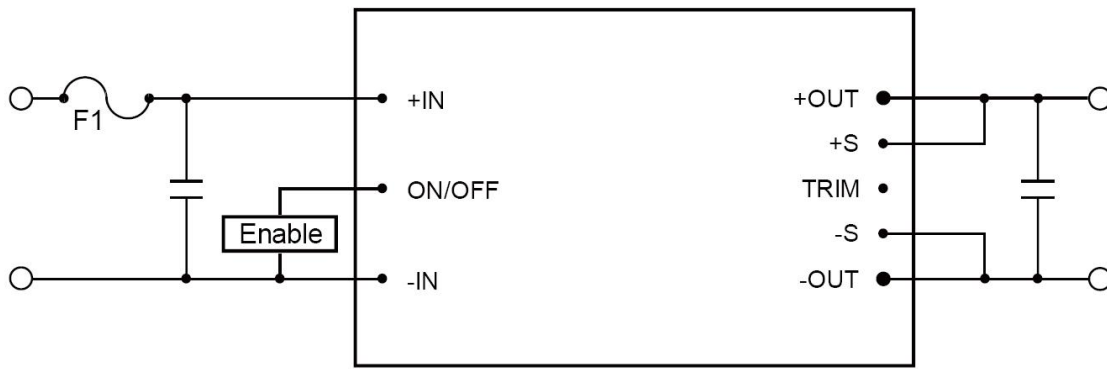 F1
+IN
ON/OFF
Enable
-IN
+OUT
+S
TRIM
-S
-OUT